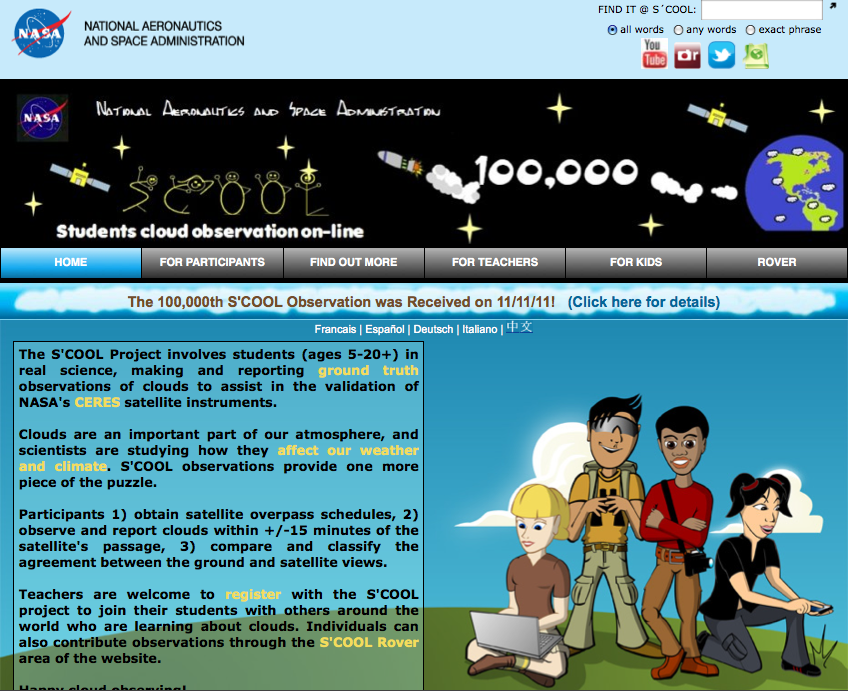 NASA
NATIONAL AERONAUTICS
AND SPACE ADMINISTRATION
FIND IT @ S´COOL:
all words any words exact phrase
You
Tube
NASA
National Aeronautics and Space Administration
SCOOL
100,000
Students cloud observation on-line
HOME
FOR PARTICIPANTS
FIND OUT MORE
FOR TEACHERS
FOR KIDS
ROVER
The 100,000th S'COOL Observation was Received on 11/11/11! (Click here for details)
Francais | Español | Deutsch | Italiano | 中文
The S'COOL Project involves students (ages 5-20+) in
real science, making and reporting ground truth
observations of clouds to assist in the validation of
NASA's CERES satellite instruments.
Clouds are an important part of our atmosphere, and
scientists are studying how they affect our weather
and climate. S'COOL observations provide one more
piece of the puzzle.
Participants 1) obtain satellite overpass schedules, 2)
observe and report clouds within +/-15 minutes of the
satellite's passage, 3) compare and classify the
agreement between the ground and satellite views.
Teachers are welcome to register with the S'COOL
project to join their students with others around the
world who are learning about clouds. Individuals can
also contribute observations through the S'COOL Rover
area of the website.
Happy cloud observing!